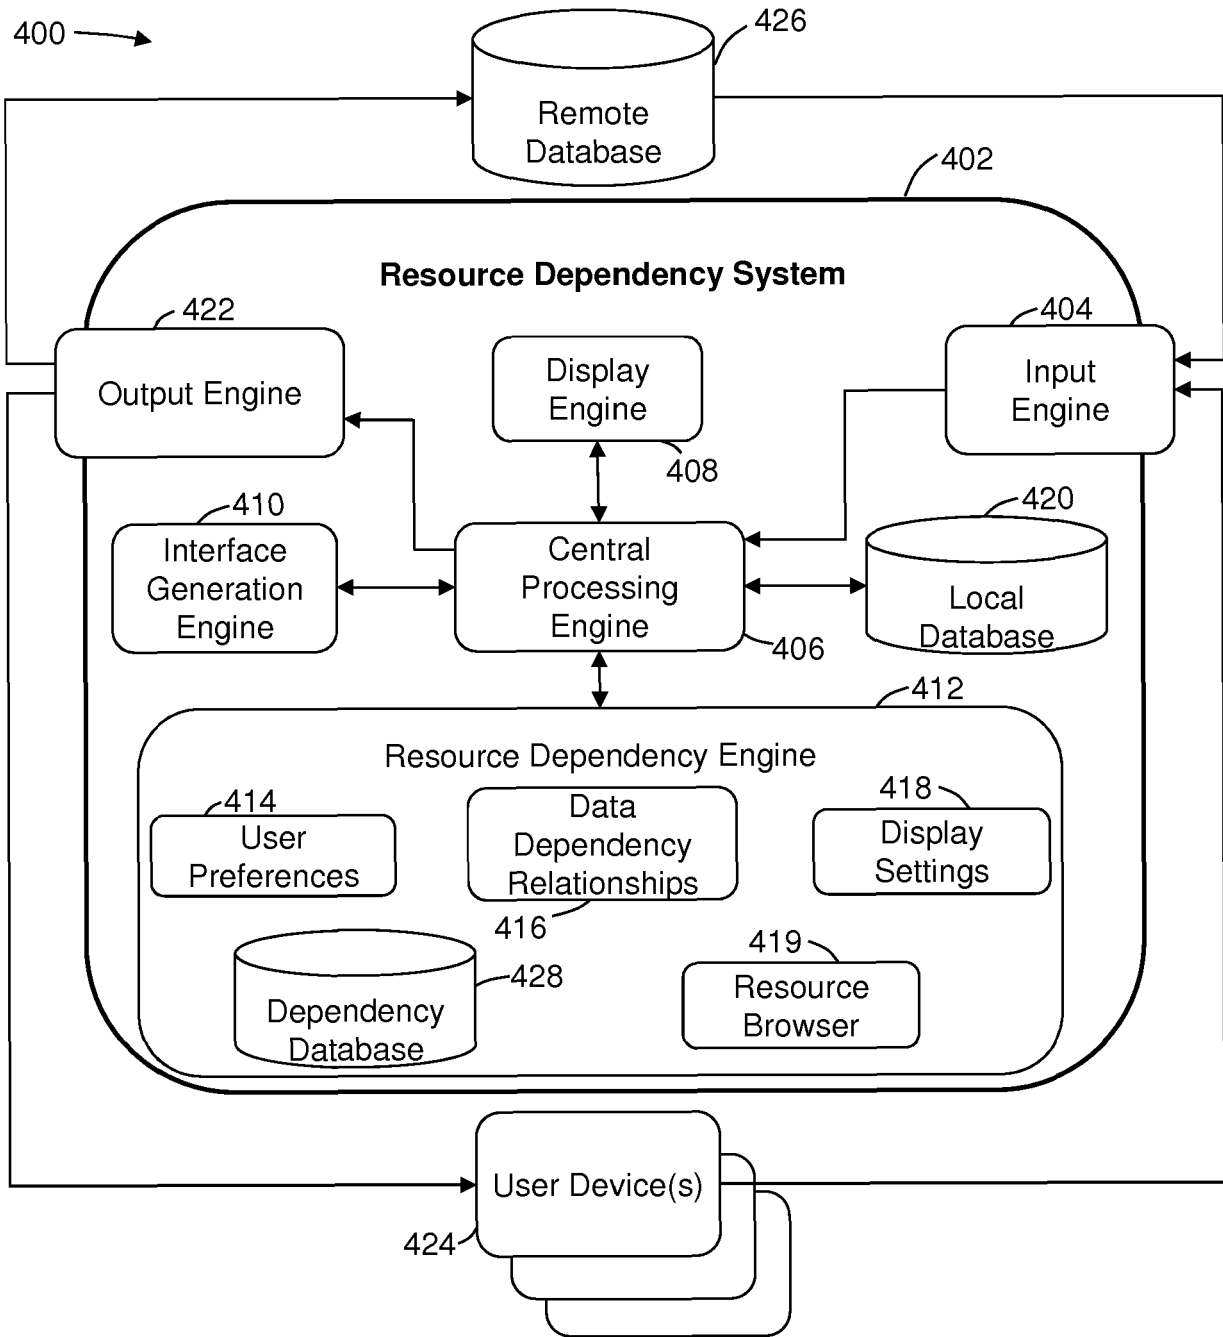 400
426
Remote
Database
402
Resource Dependency System
422
404
Output Engine
Display
Engine
Input
Engine
408
410
420
Interface
Generation
Engine
Central
Processing
Engine
Local
Database
406
412
Resource Dependency Engine
414
418
User
Preferences
Data
Dependency
Relationships
Display
Settings
416
419
428
Dependency
Database
Resource
Browser
User Device(s)
424